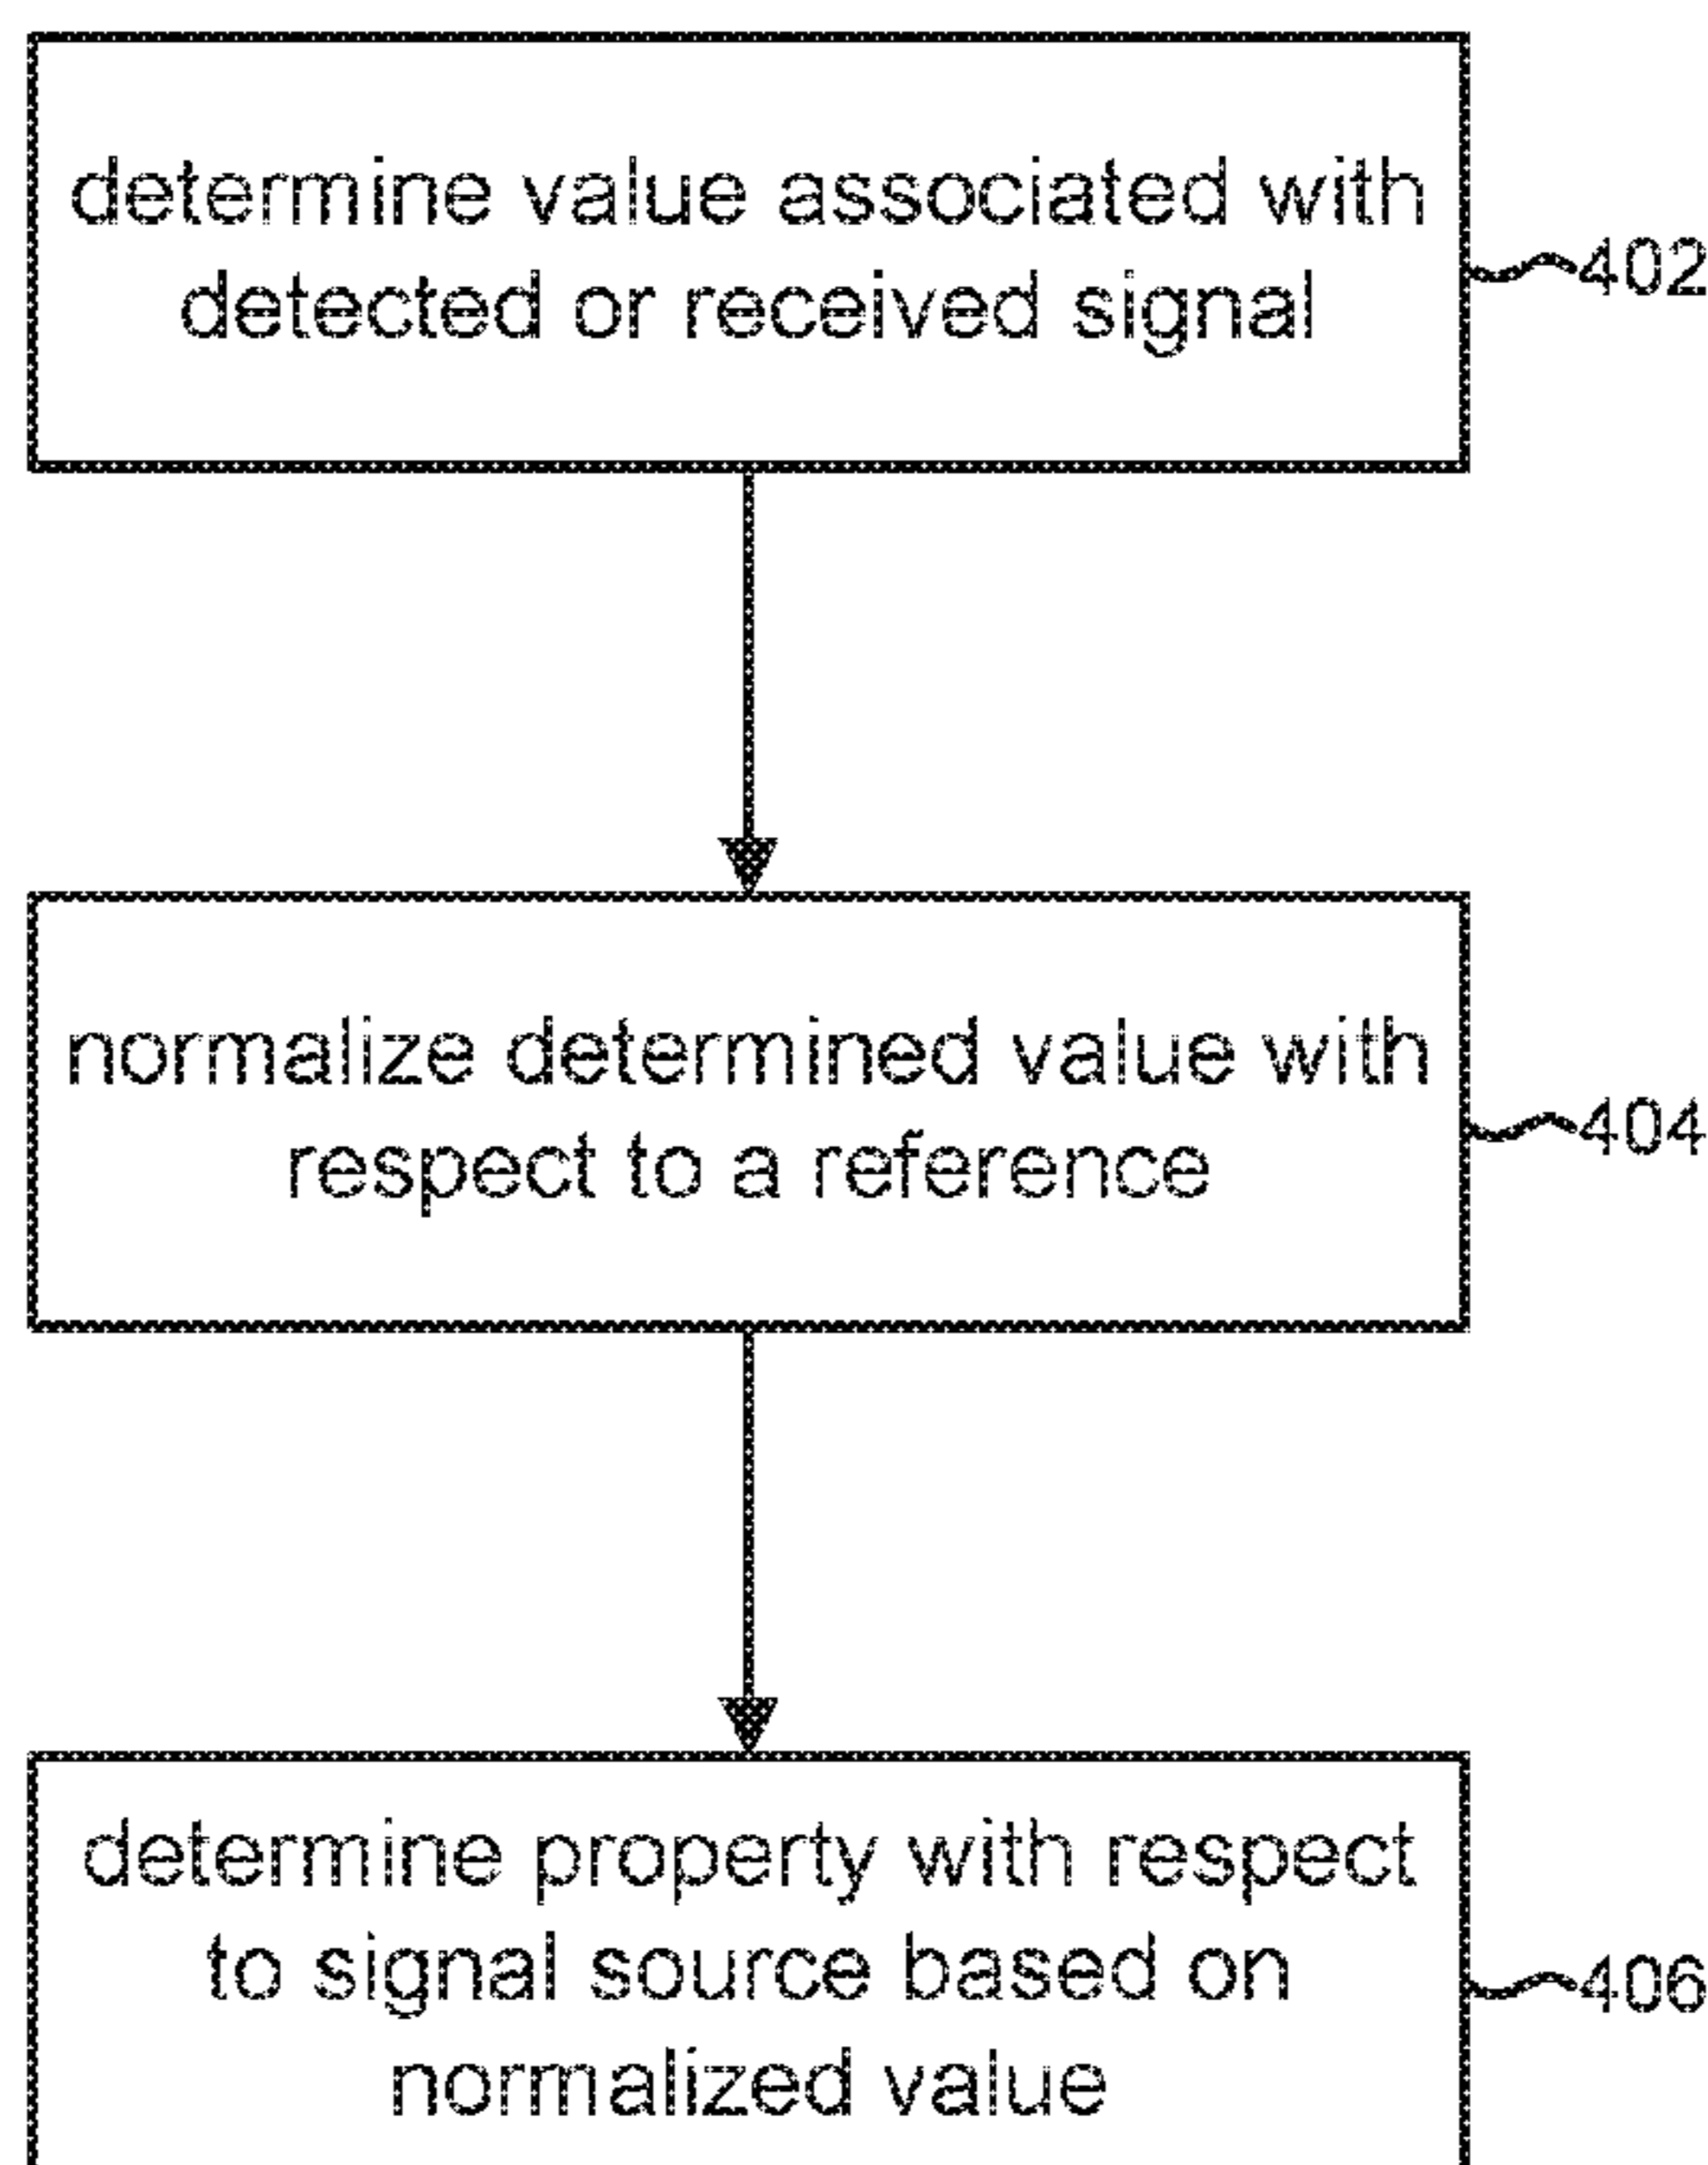 determine value associated with
detected or received signal
402
normalize determined value with
respect to a reference
404
determine property with respect
to signal source based on
normalized value
406